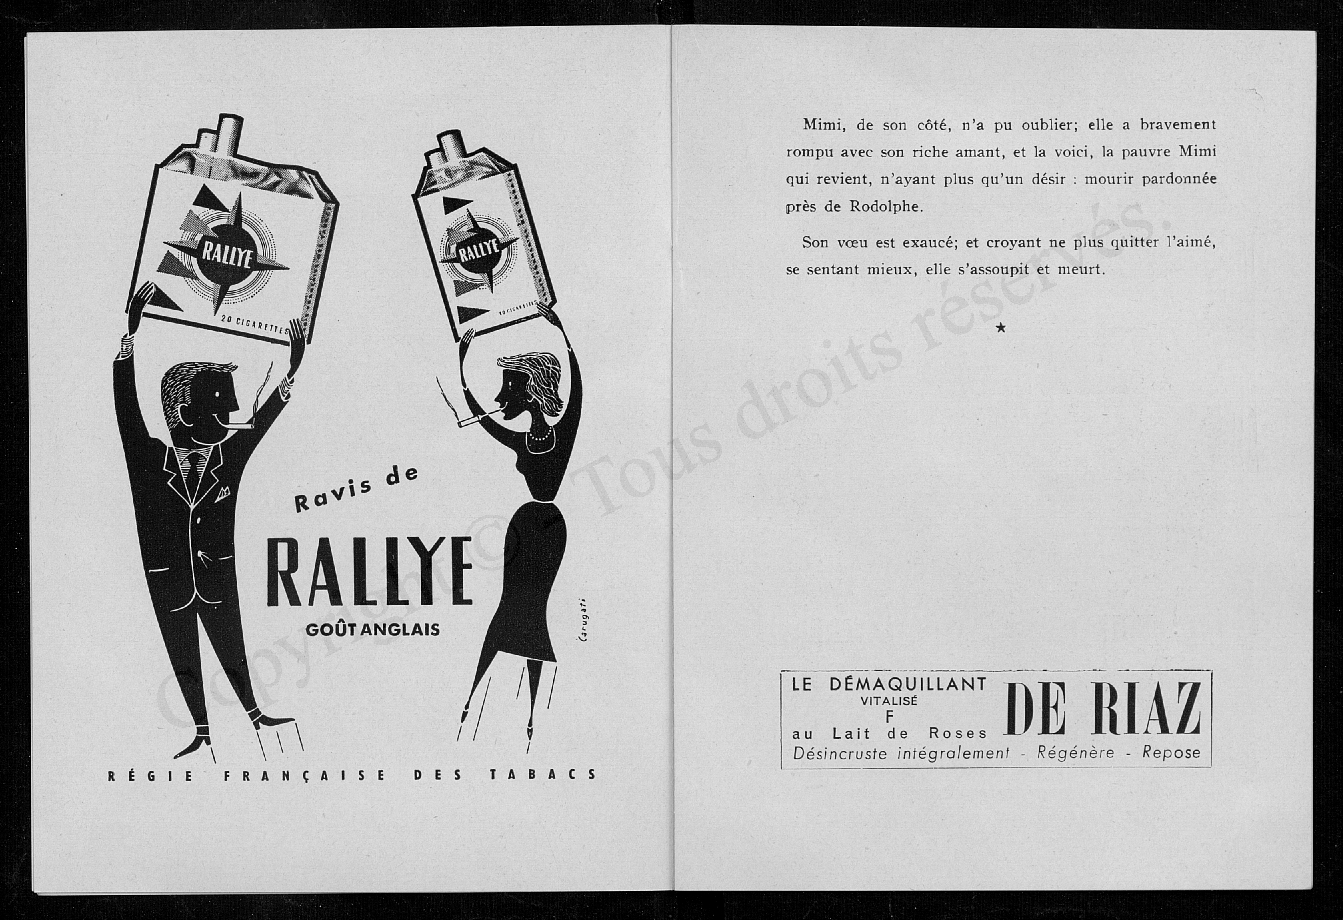 RALLYE
20 CIGARETTES
RALLYE
20 CIGARETTES
Ravis de
RALLYE
GOÛT ANGLAIS
Carugati
RÉGIE FRANÇAISE DES TABACS
Mimi, de son côté, n'a pu oublier; elle a bravement
rompu avec son riche amant, et la voici, la pauvre Mimi
qui revient, n'ayant plus qu'un désir : mourir pardonnée
près de Rodolphe.
Son vœu est exaucé; et croyant ne plus quitter l'aimé,
se sentant mieux, elle s'assoupit et meurt.
LE DÉMAQUILLANT
VITALISÉ
F
au Lait de Roses
DE RIAZ
Désincruste intégralement - Régénère - Repose
Copyright © - Tous droits réservés.